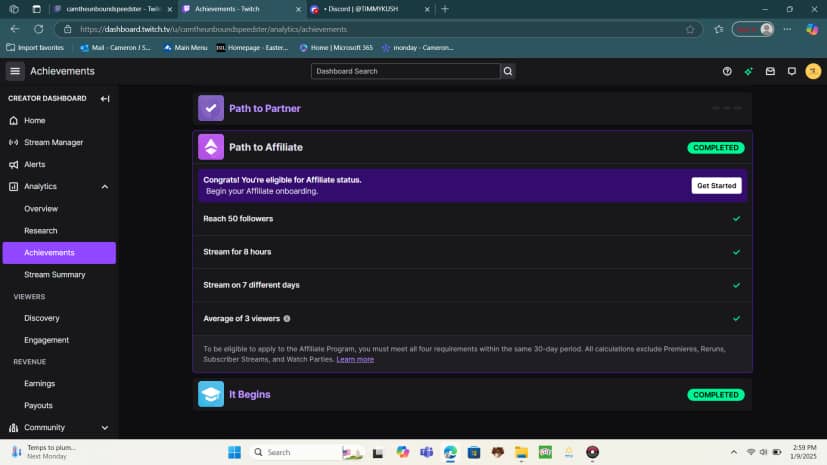 camtheunboundspeedster - Twitc
Achievements - Twitch
• Discord | @TIMMYKUSH
https://dashboard.twitch.tv/u/camtheunboundspeedster/analytics/achievements
Import favorites
Mail - Cameron J S...
Main Menu
Homepage - Easter...
Home | Microsoft 365
monday - Cameron...
Achievements
Dashboard Search
CREATOR DASHBOARD
Home
Stream Manager
Alerts
Analytics
Overview
Research
Achievements
Stream Summary
VIEWERS
Discovery
Engagement
REVENUE
Earnings
Payouts
Community
Path to Partner
Path to Affiliate
COMPLETED
Congrats! You're eligible for Affiliate status.
Begin your Affiliate onboarding.
Get Started
Reach 50 followers
Stream for 8 hours
Stream on 7 different days
Average of 3 viewers
To be eligible to apply to the Affiliate Program, you must meet all four requirements within the same 30-day period. All calculations exclude Premieres, Reruns,
Subscriber Streams, and Watch Parties. Learn more
It Begins
COMPLETED
Temps to plum...
Next Monday
Search
2:59 PM
1/9/2025